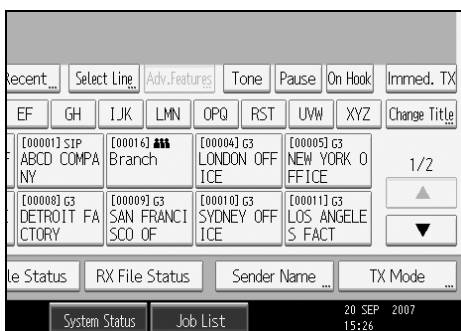 Recent Select Line Adv.Features Tone Pause On Hook Immed. TX
EF GH IJK LMN OPQ RST UVW XYZ Change Title
[00001] SIP [00016] [00004] G3 [00005] G3
ABCD COMPA Branch LONDON OFF NEW YORK O
NY ICE FFICE
1/2
[00008] G3 [00009] G3 [00010] G3 [00011] G3
DETROIT FA SAN FRANCI SYDNEY OFF LOS ANGELE
CTORY SCO OF ICE S FACT
le Status RX File Status Sender Name TX Mode
System Status Job List 20 SEP 2007
15:26